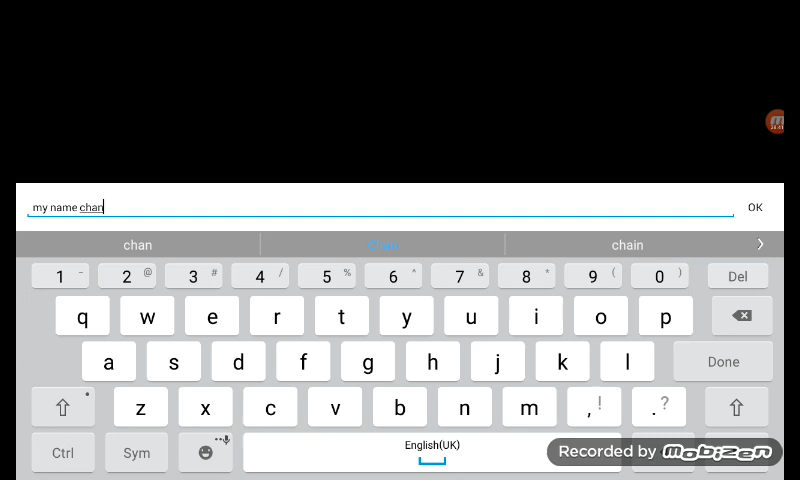 my name chan
OK
chan Chan chain
1 - 2 @ 3 # 4 / 5 % 6 ^ 7 & 8 * 9 ( 0 ) Del
q w e r t y u i o p
a s d f g h j k l Done
z x c v b n m , ! . ?
Ctrl Sym English(UK)
Recorded by mobizen